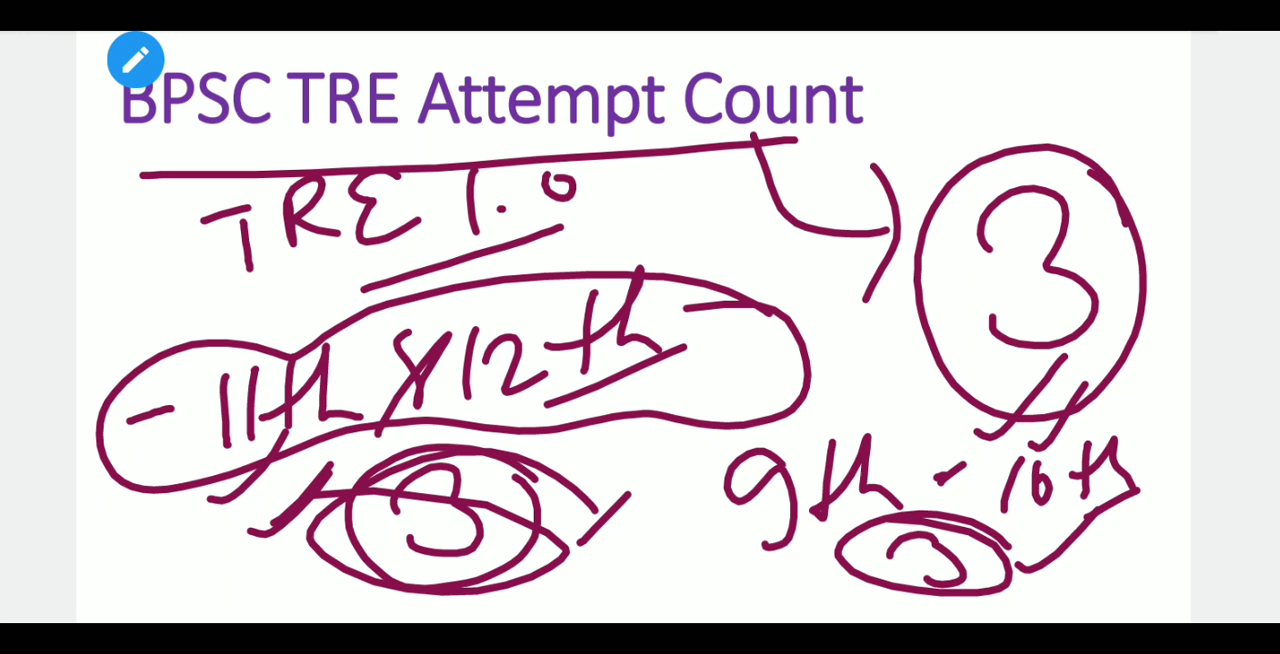 BPSC TRE Attempt Count
TRE 1.0
3
- 11th 12th -
3
9th - 10th
3